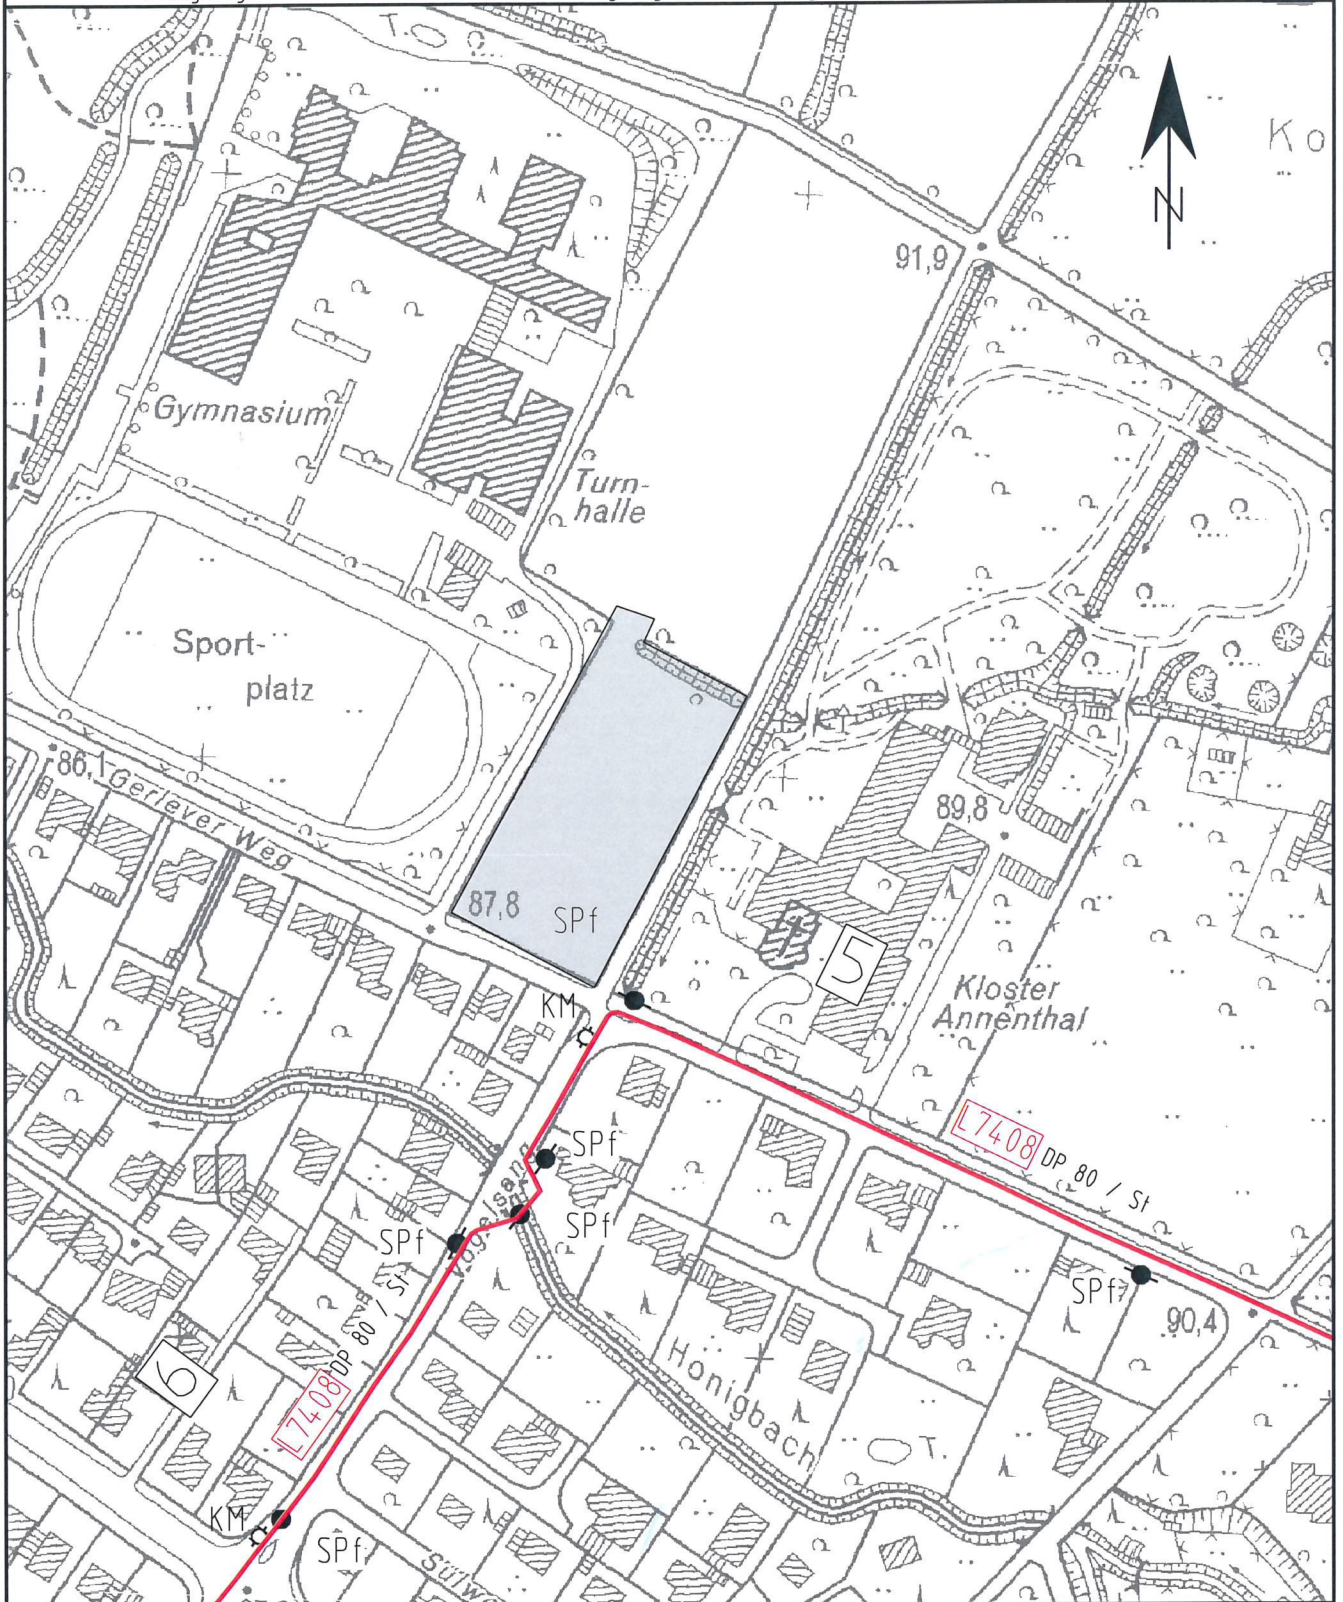 T.
Ko
N
91,9
Gymnasium
Turn-
halle
Sport-
platz
86,1
Gerlever Weg
89,8
87,8
SPf
5
KM
Kloster
Annenthal
L7408 DP 80 / St
SPf
Vogelsang
SPf
SPf
SPf
90,4
6
L7408 DP 80 / St
Honigbach
T.
KM
SPf